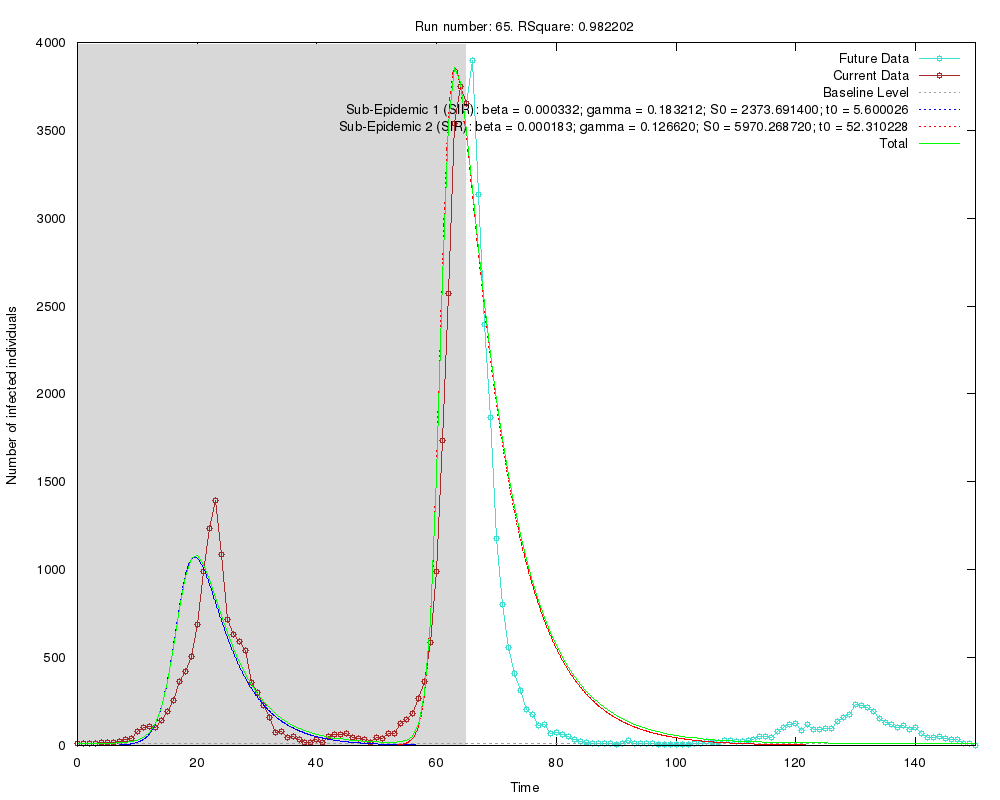 Run number: 65. RSquare: 0.982202
Future Data
Current Data
Baseline Level
Sub-Epidemic 1 (SIR): beta = 0.000332; gamma = 0.183212; S0 = 2373.691400; t0 = 5.600026
Sub-Epidemic 2 (SIR): beta = 0.000183; gamma = 0.126620; S0 = 5970.268720; t0 = 52.310228
Total
Number of infected individuals
4000
3500
3000
2500
2000
1500
1000
500
0
0 20 40 60 80 100 120 140
Time